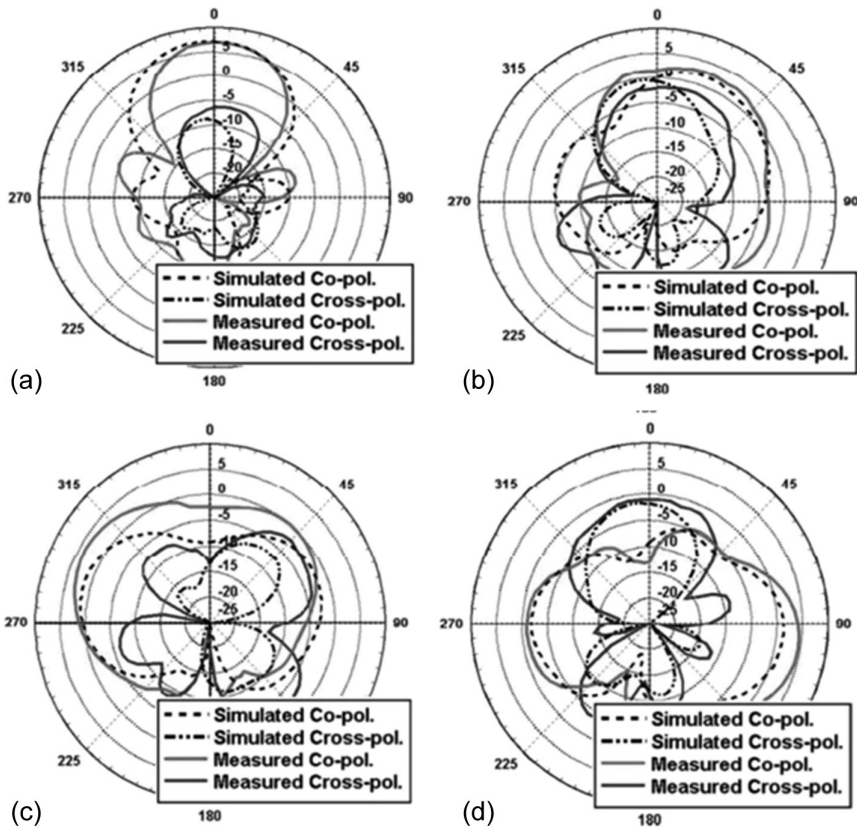 0
315
45
5
0
-5
-10
-15
-20
270
90
225
Simulated Co-pol.
Simulated Cross-pol.
Measured Co-pol.
Measured Cross-pol.
180
(a)
0
315
45
5
0
-5
-10
-15
-20
-25
270
90
225
Simulated Co-pol.
Simulated Cross-pol.
Measured Co-pol.
Measured Cross-pol.
180
(b)
0
315
45
5
0
-5
-10
-15
-20
-25
270
90
225
Simulated Co-pol.
Simulated Cross-pol.
Measured Co-pol.
Measured Cross-pol.
180
(c)
0
315
45
5
0
-5
-10
-15
-20
-25
270
90
225
Simulated Co-pol.
Simulated Cross-pol.
Measured Co-pol.
Measured Cross-pol.
180
(d)